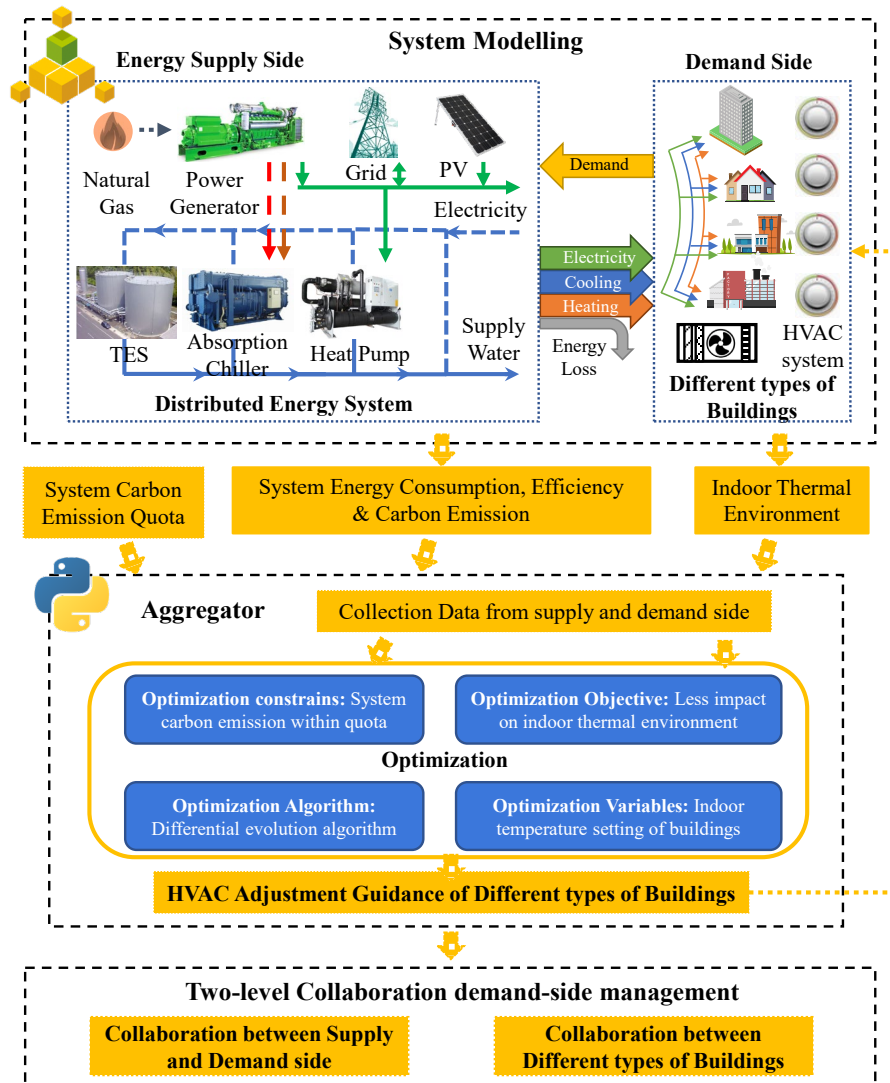 System Modelling
Energy Supply Side
Demand Side
Natural
Gas
Power
Generator
Grid
PV
Electricity
TES
Absorption
Chiller
Heat Pump
Supply
Water
Distributed Energy System
Demand
Electricity
Cooling
Heating
Energy
Loss
HVAC
system
Different types of
Buildings
System Carbon
Emission Quota
System Energy Consumption, Efficiency
& Carbon Emission
Indoor Thermal
Environment
Aggregator
Collection Data from supply and demand side
Optimization constrains: System
carbon emission within quota
Optimization Objective: Less impact
on indoor thermal environment
Optimization
Optimization Algorithm:
Differential evolution algorithm
Optimization Variables: Indoor
temperature setting of buildings
HVAC Adjustment Guidance of Different types of Buildings
Two-level Collaboration demand-side management
Collaboration between Supply
and Demand side
Collaboration between
Different types of Buildings